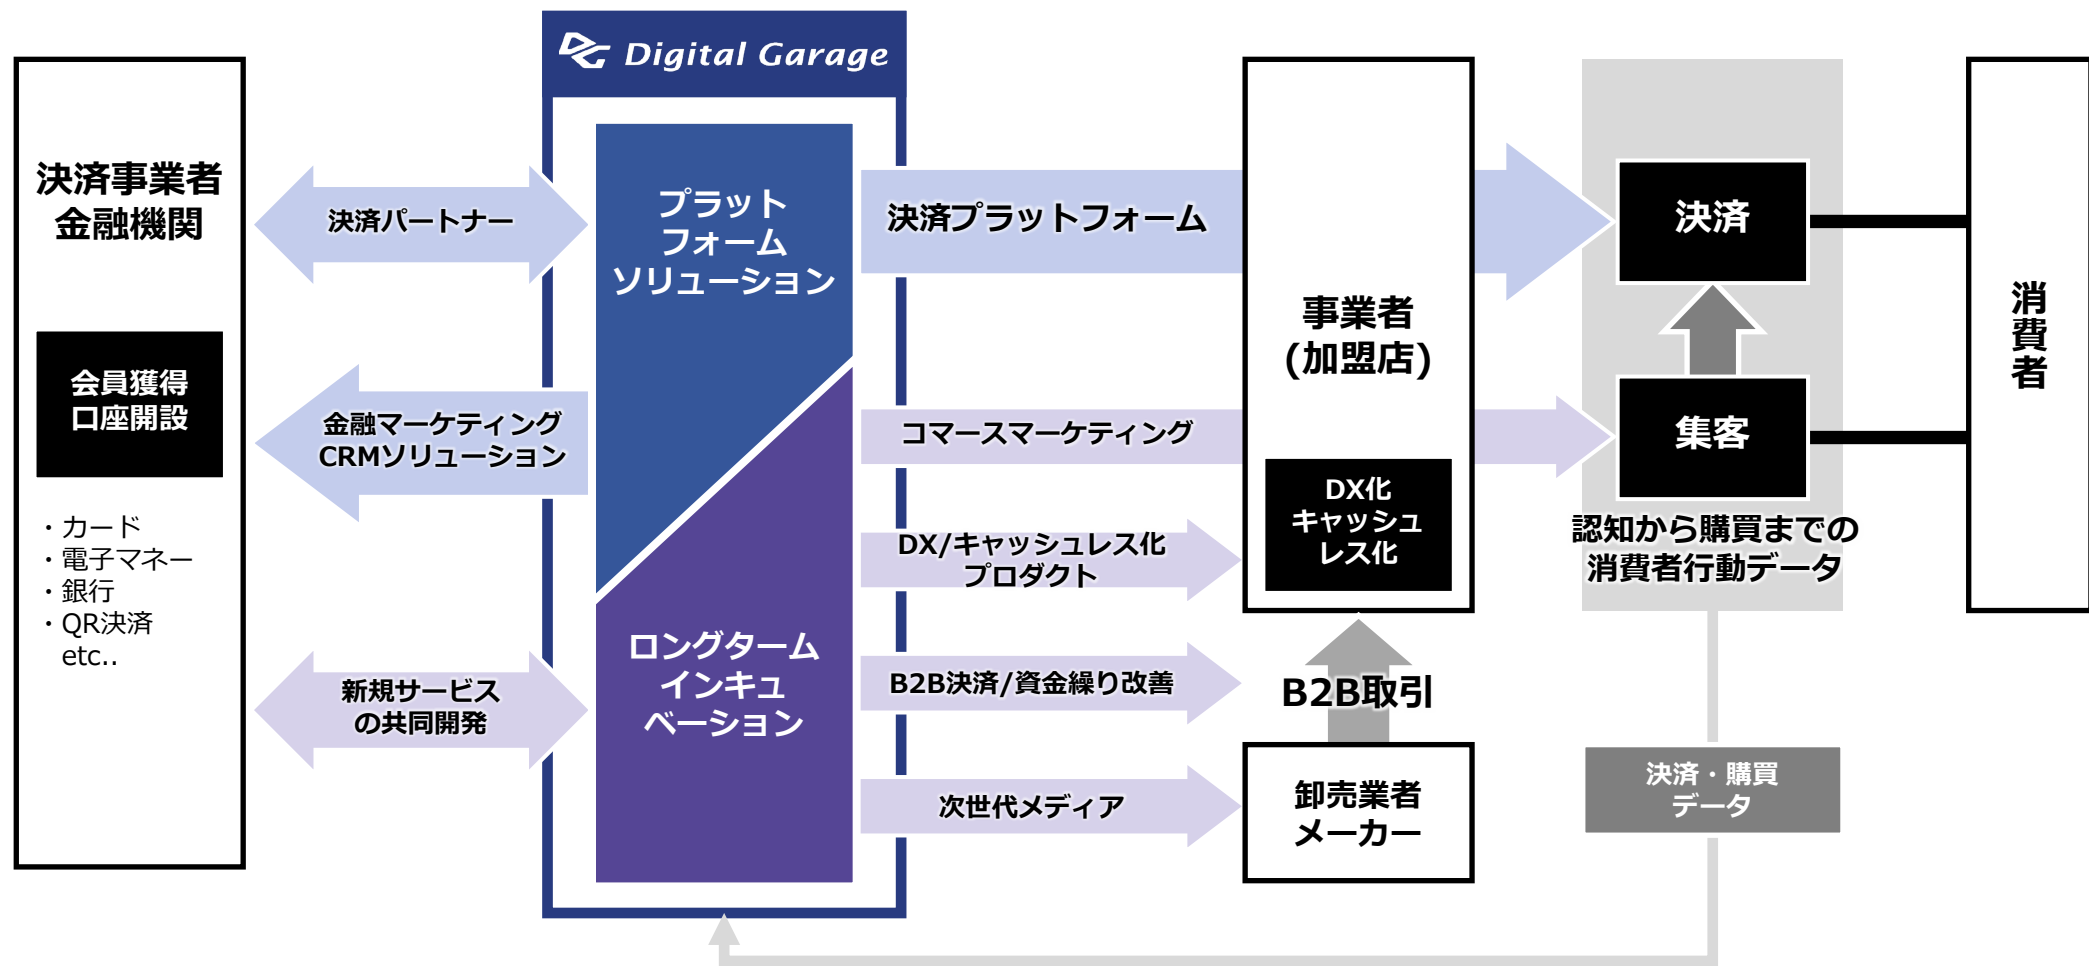 Digital Garage
決済事業者
金融機関
会員獲得
口座開設
・カード
・電子マネー
・銀行
・QR決済
etc..
決済パートナー
金融マーケティング
CRMソリューション
新規サービス
の共同開発
プラット
フォーム
ソリューション
ロングターム
インキュ
ベーション
決済プラットフォーム
コマースマーケティング
DX/キャッシュレス化
プロダクト
B2B決済/資金繰り改善
次世代メディア
事業者
(加盟店)
DX化
キャッシュ
レス化
B2B取引
卸売業者
メーカー
決済
集客
認知から購買までの
消費者行動データ
決済・購買
データ
消費者